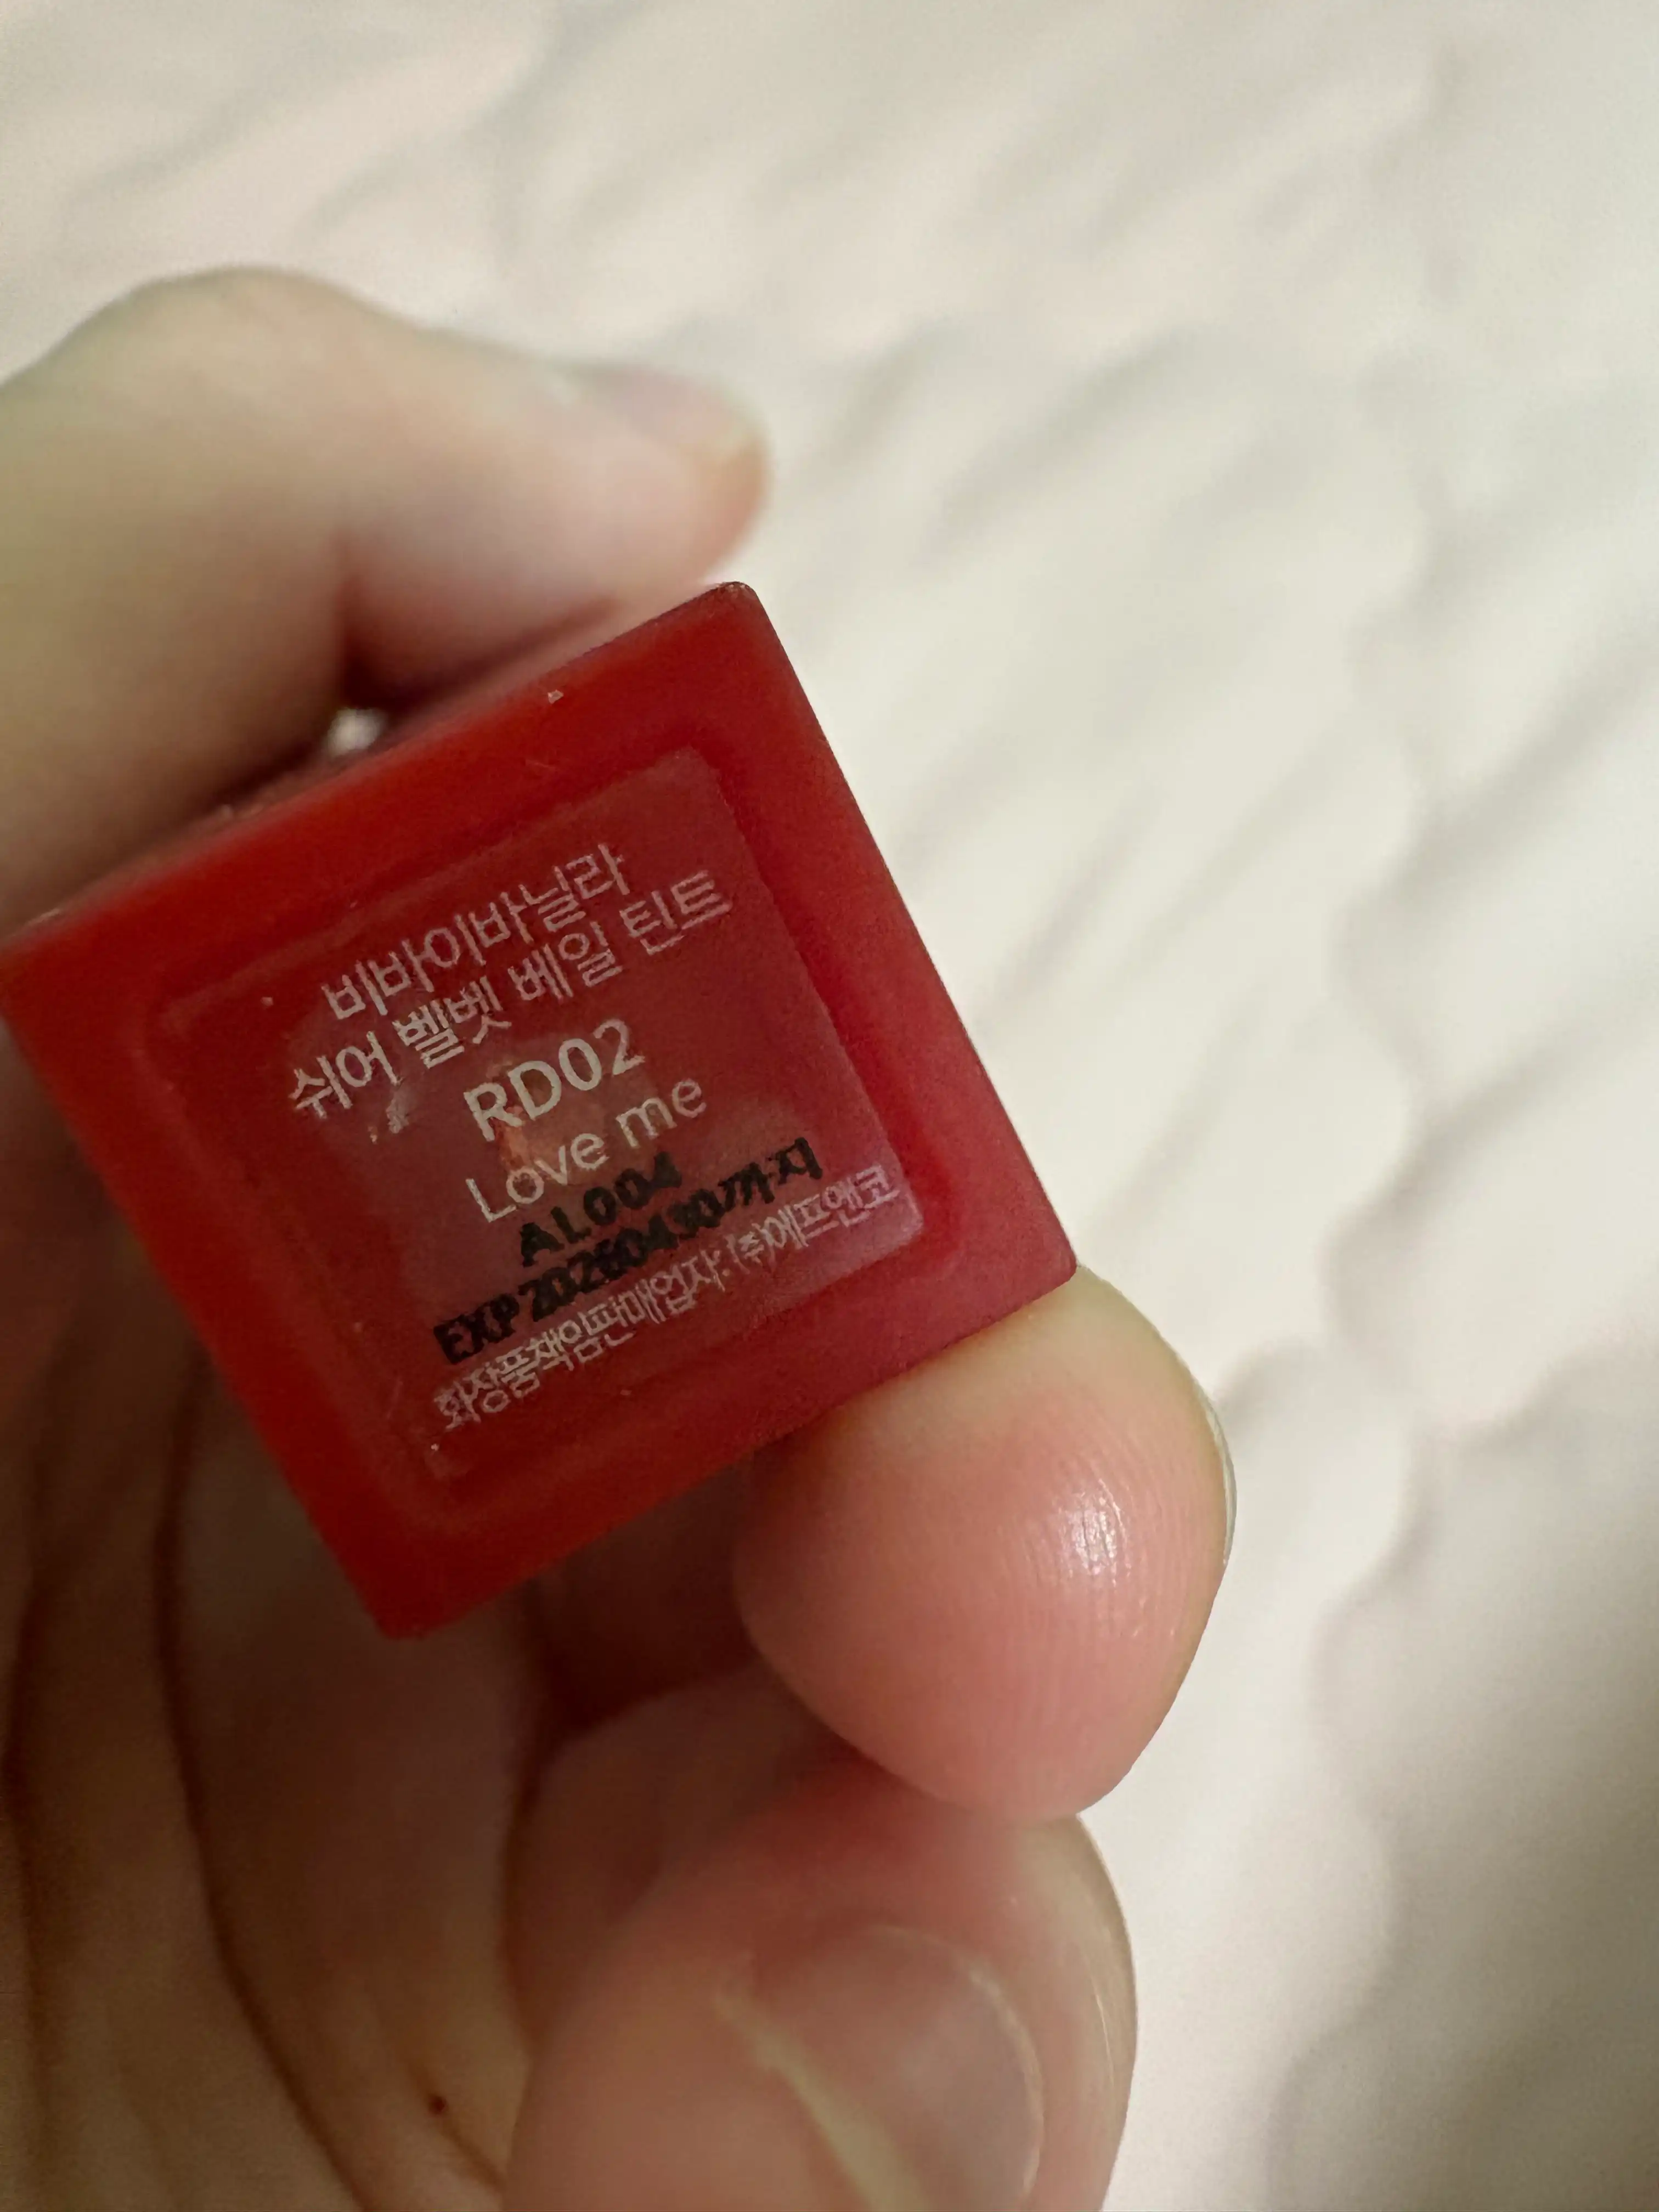 비바이바닐라
쉬어 벨벳 베일 틴트
RD02
Love me
AL004
EXP 20260430까지
화장품책임판매업자: (주)에프앤코